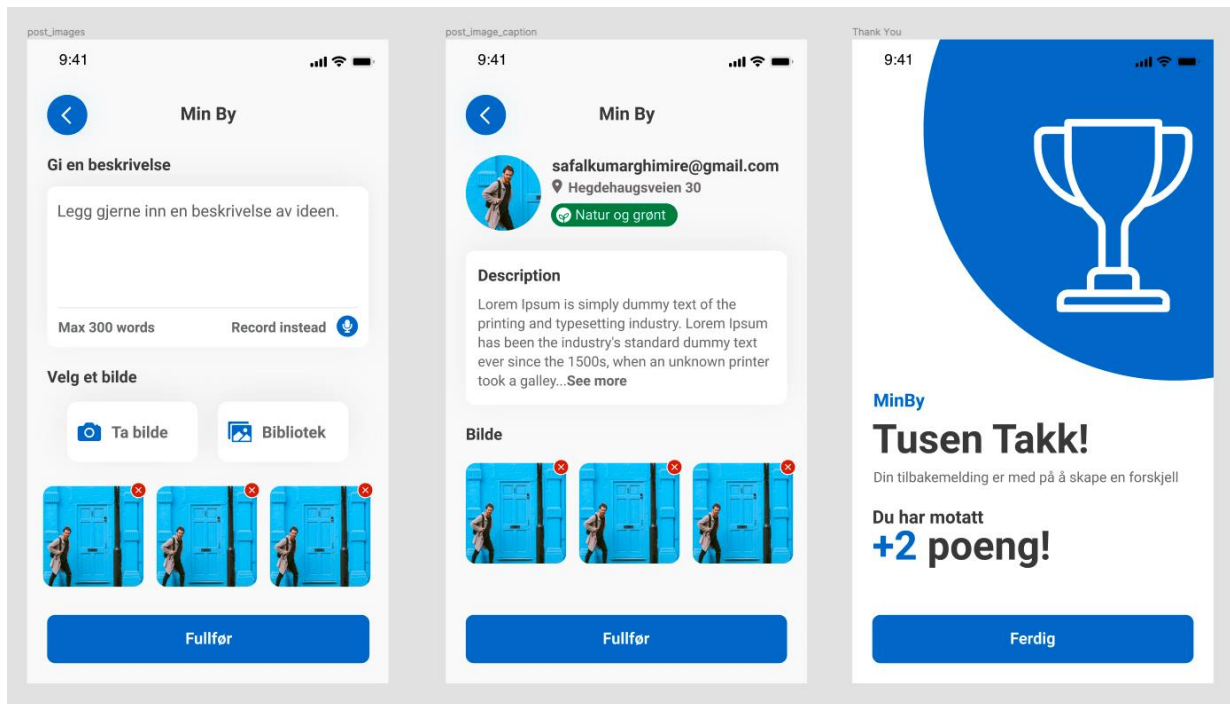 post_images
9:41
Min By
Gi en beskrivelse
Legg gjerne inn en beskrivelse av ideen.
Max 300 words
Record instead
Velg et bilde
Ta bilde
Bibliotek
Fullfør
post_image_caption
9:41
Min By
safalkumarghimire@gmail.com
Hegdehaugsveien 30
Natur og grønt
Description
Lorem Ipsum is simply dummy text of the
printing and typesetting industry. Lorem Ipsum
has been the industry's standard dummy text
ever since the 1500s, when an unknown printer
took a galley...See more
Bilde
Fullfør
Thank You
9:41
MinBy
Tusen Takk!
Din tilbakemelding er med på å skape en forskjell
Du har motatt
+2 poeng!
Ferdig